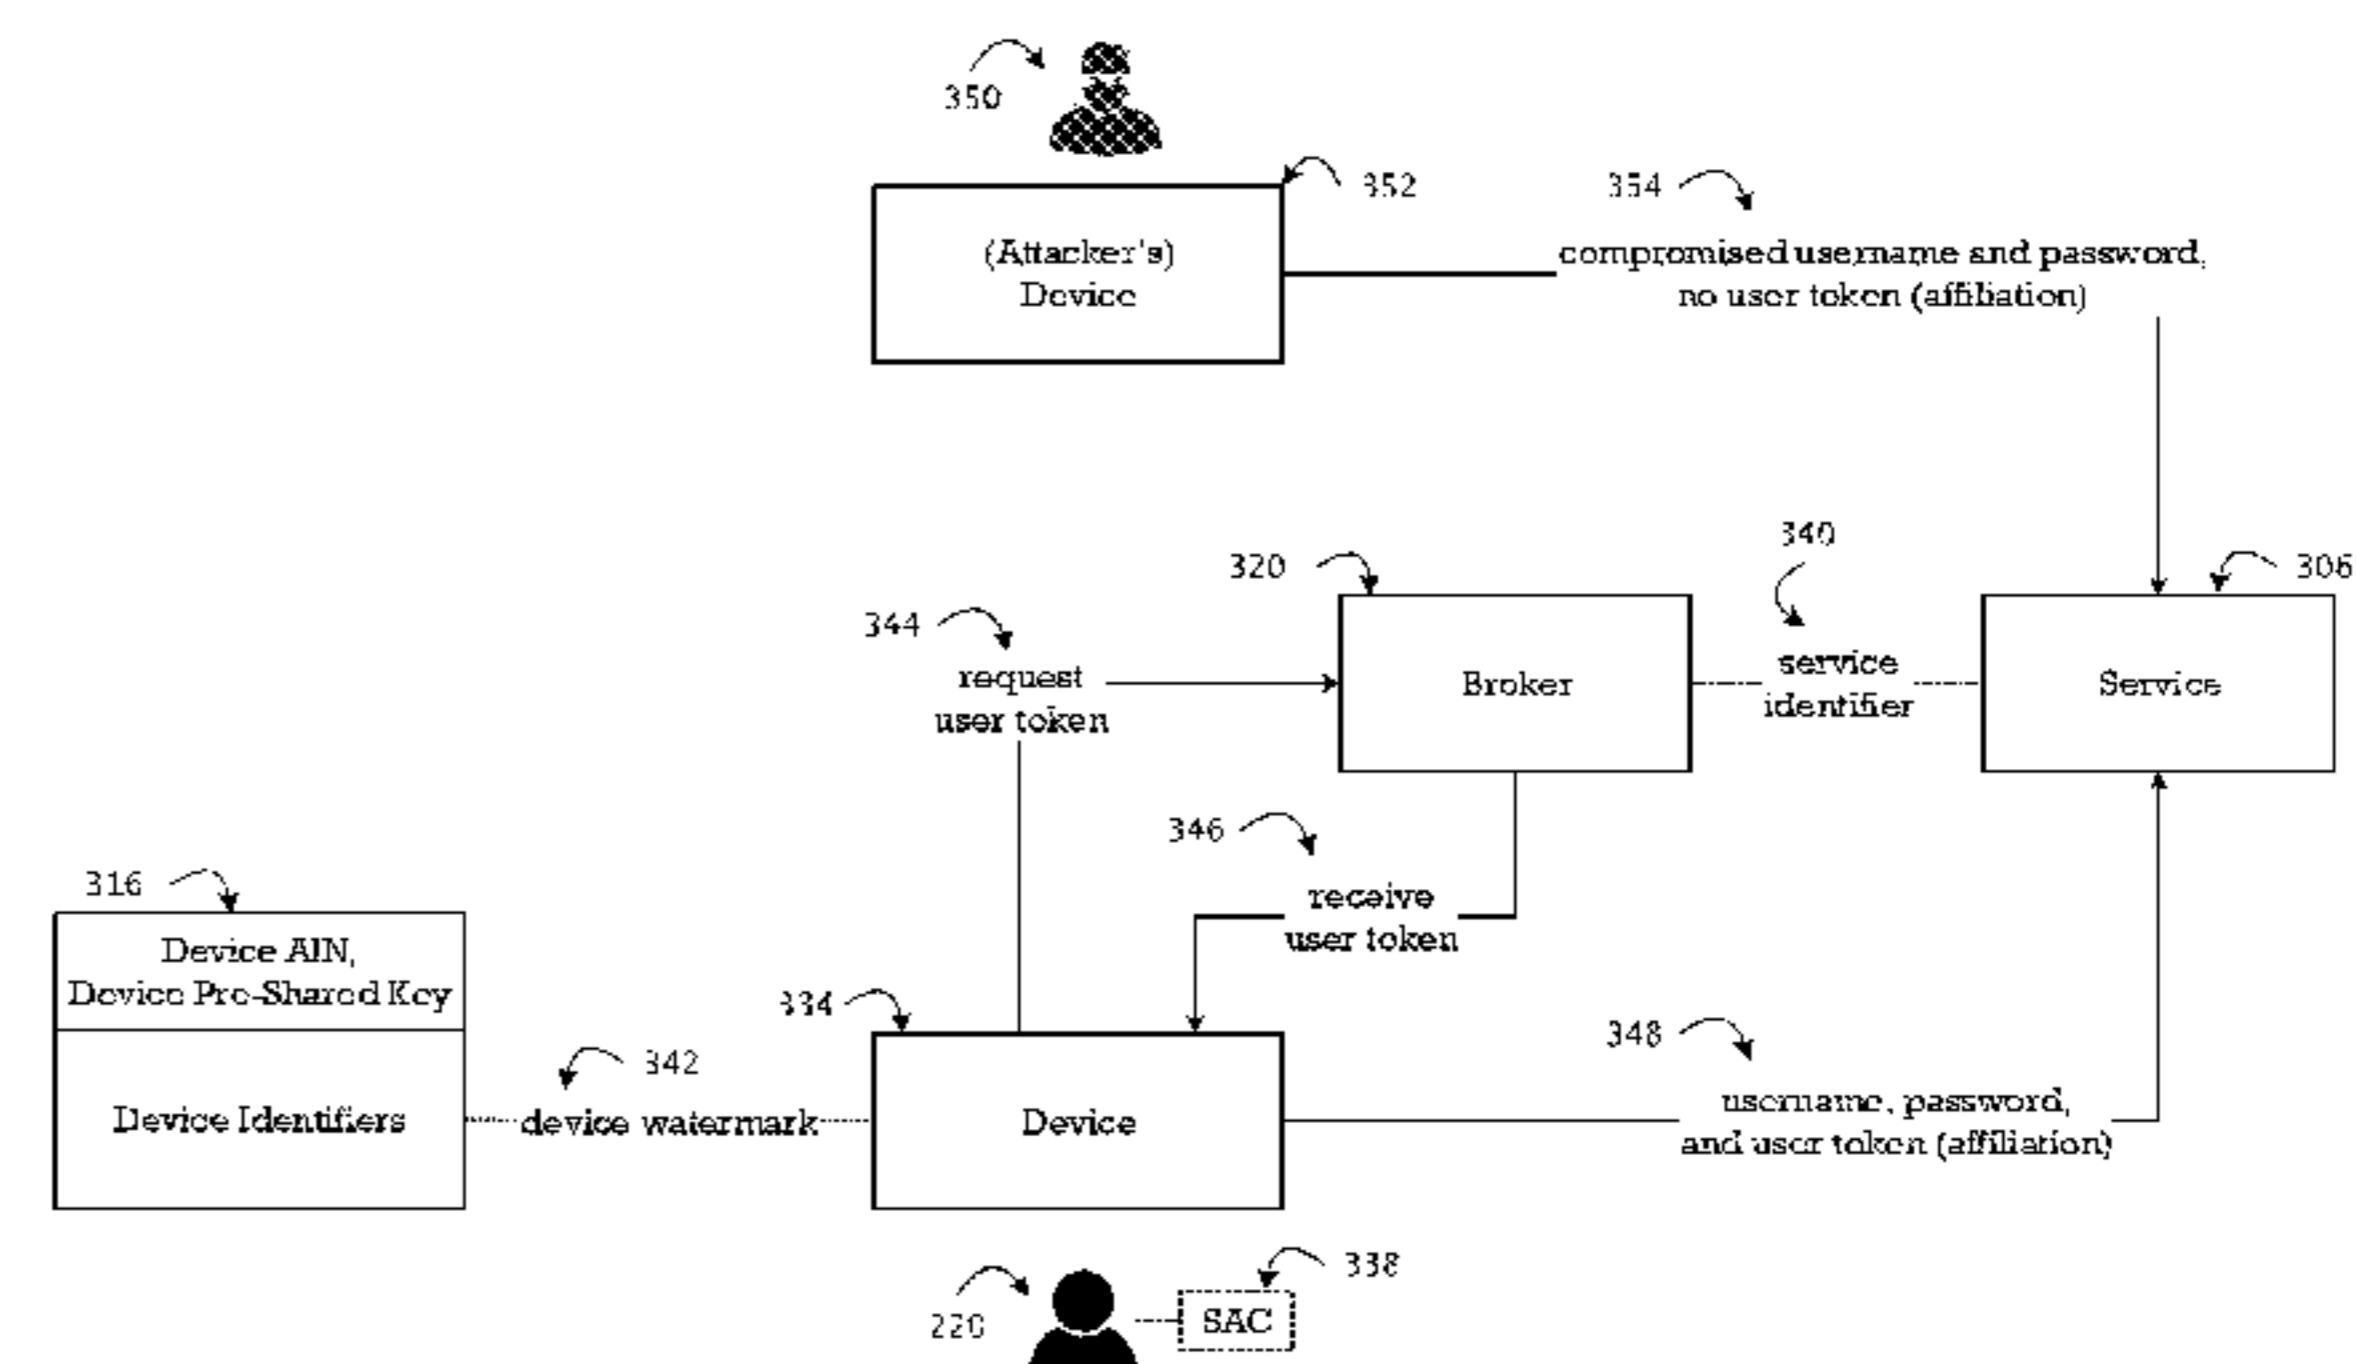 350
352
354
(Attacker's)
Device
compromised username and password,
no user token (affiliation)
340
320
306
344
request
user token
Broker
service
identifier
Service
346
receive
user token
316
Device AIN,
Device Pre-Shared Key
334
348
342
Device Identifiers
device watermark
Device
username, password,
and user token (affiliation)
338
220
SAC